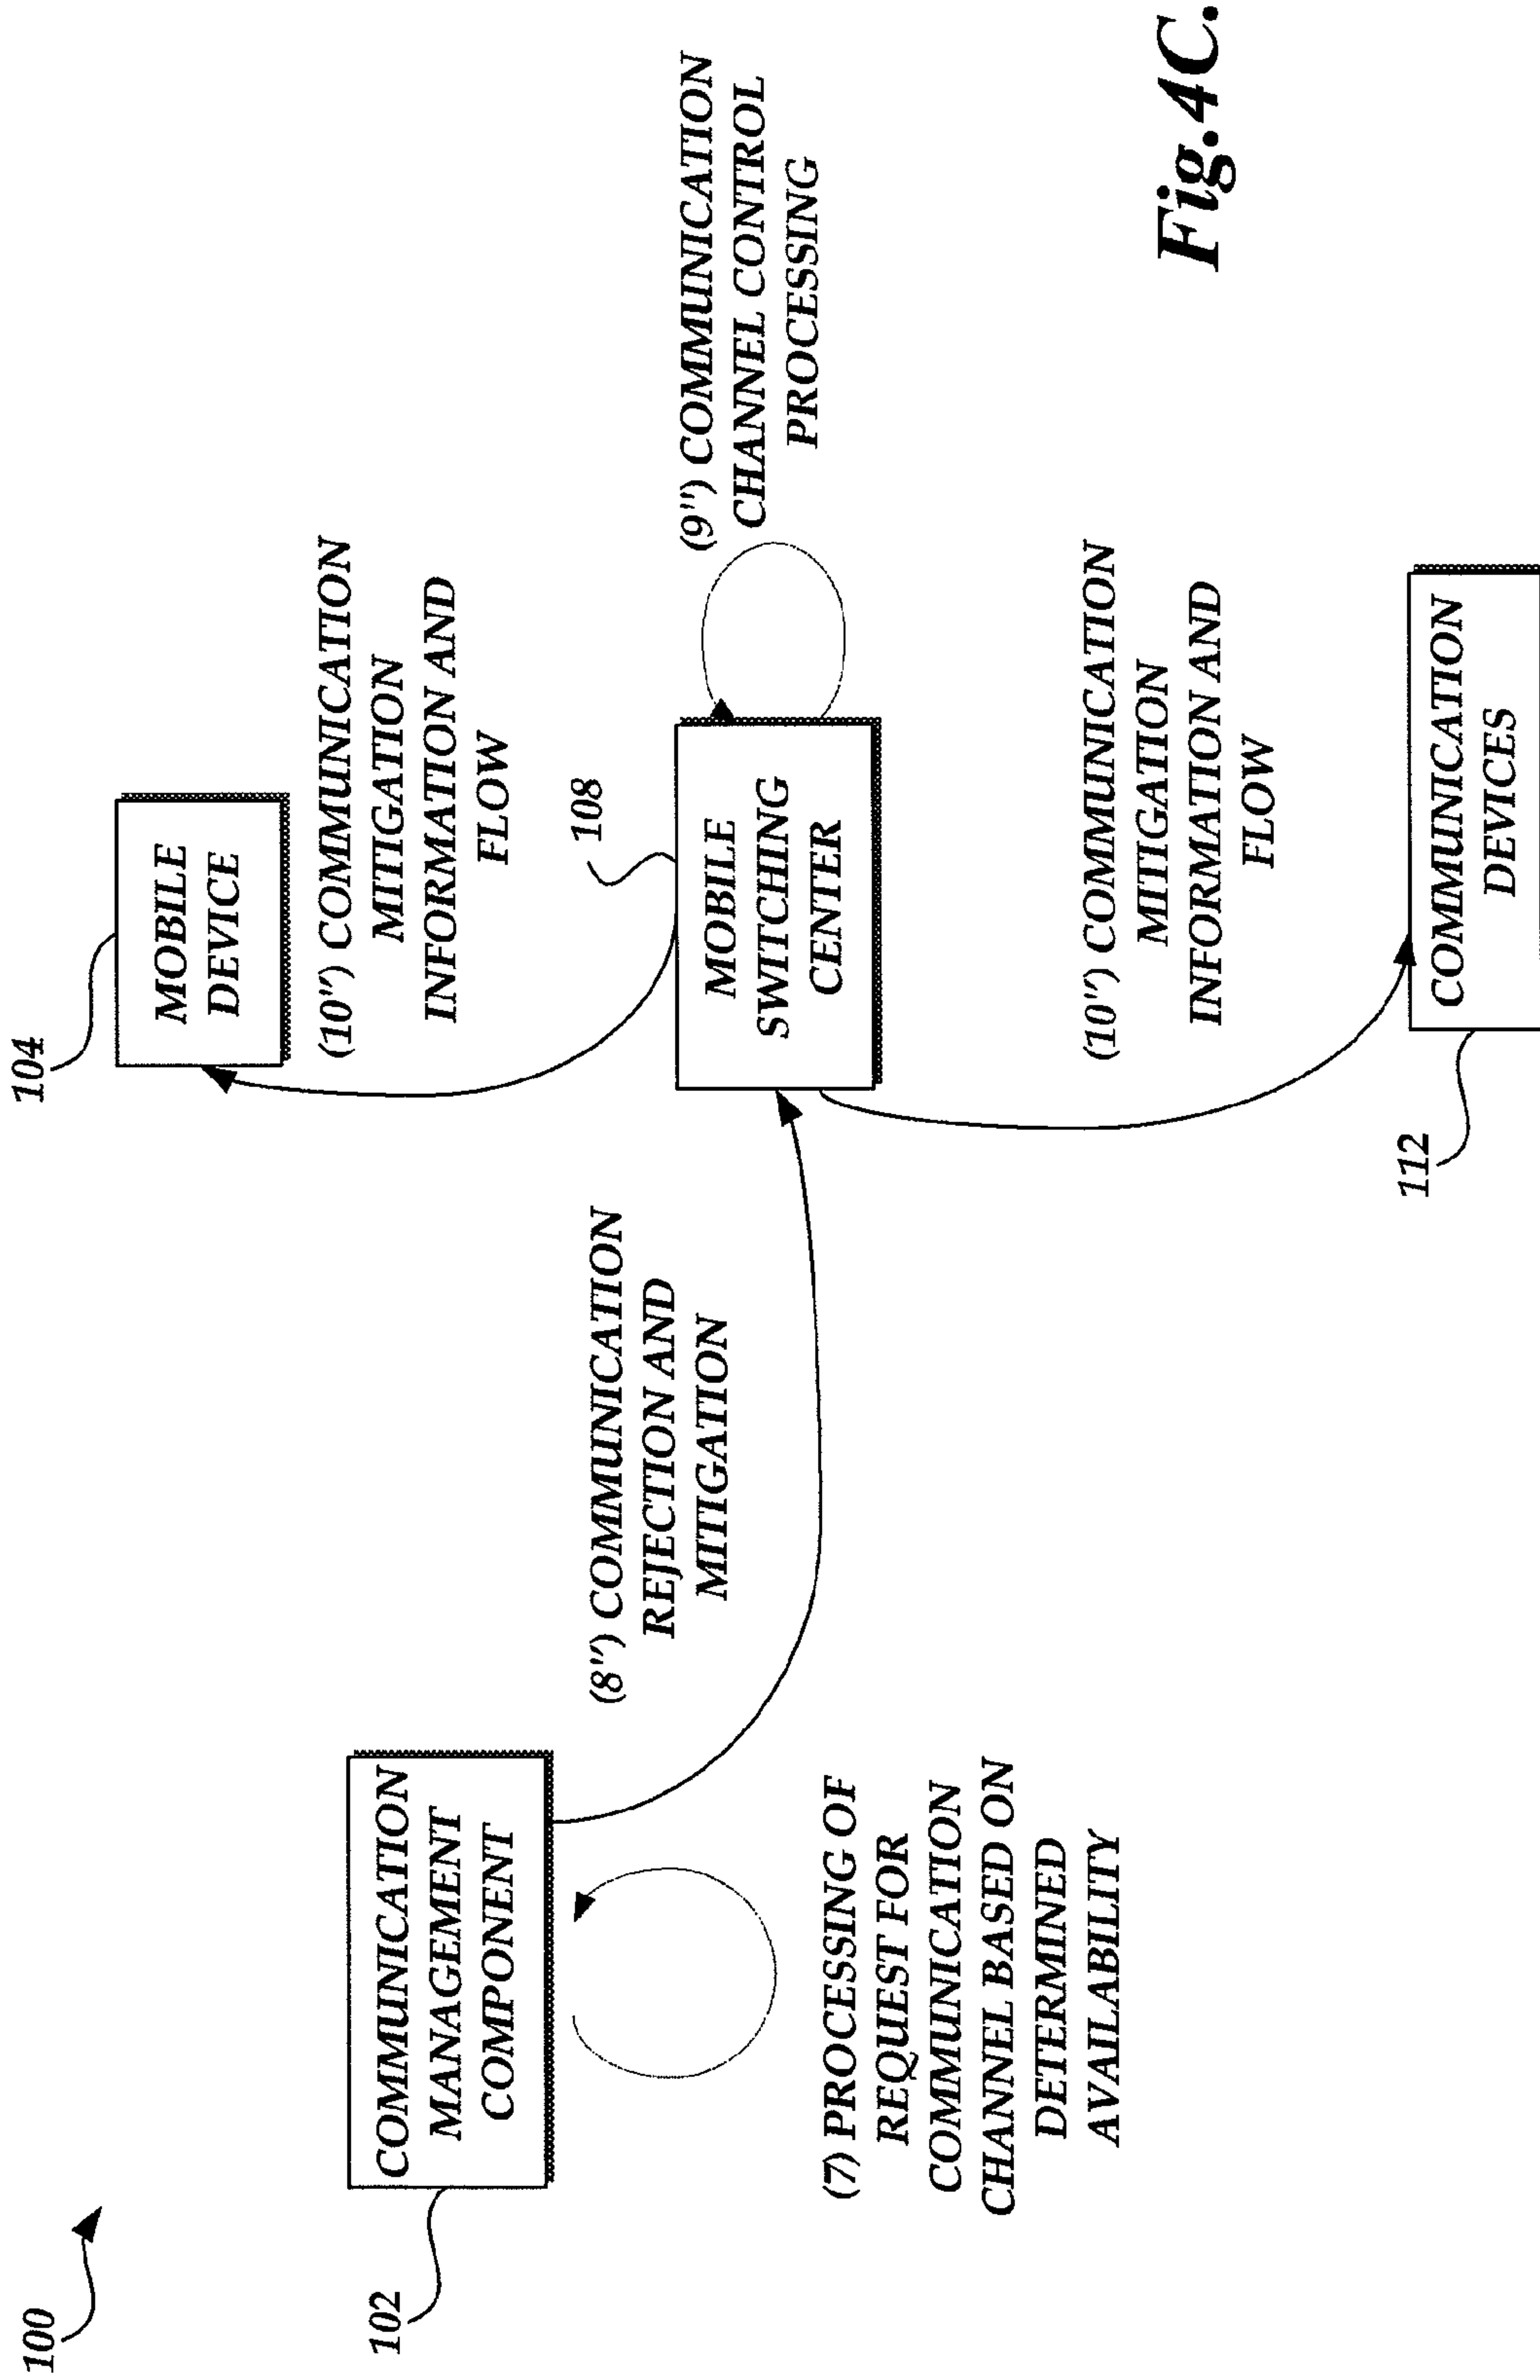 100
104
MOBILE
DEVICE
(10") COMMUNICATION
MITIGATION
INFORMATION AND
FLOW
102
COMMUNICATION
MANAGEMENT
COMPONENT
(8") COMMUNICATION
REJECTION AND
MITIGATION
108
MOBILE
SWITCHING
CENTER
(9") COMMUNICATION
CHANNEL CONTROL
PROCESSING
(7) PROCESSING OF
REQUEST FOR
COMMUNICATION
CHANNEL BASED ON
DETERMINED
AVAILABILITY
(10") COMMUNICATION
MITIGATION
INFORMATION AND
FLOW
112
COMMUNICATION
DEVICES
Fig.4C.